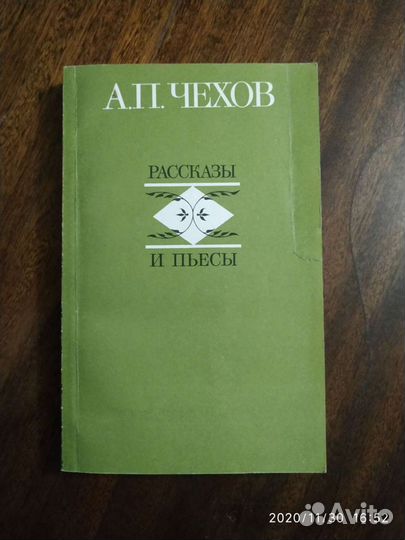 А.П. ЧЕХОВ
РАССКАЗЫ
И ПЬЕСЫ
2020/11/30 16:52
Avito